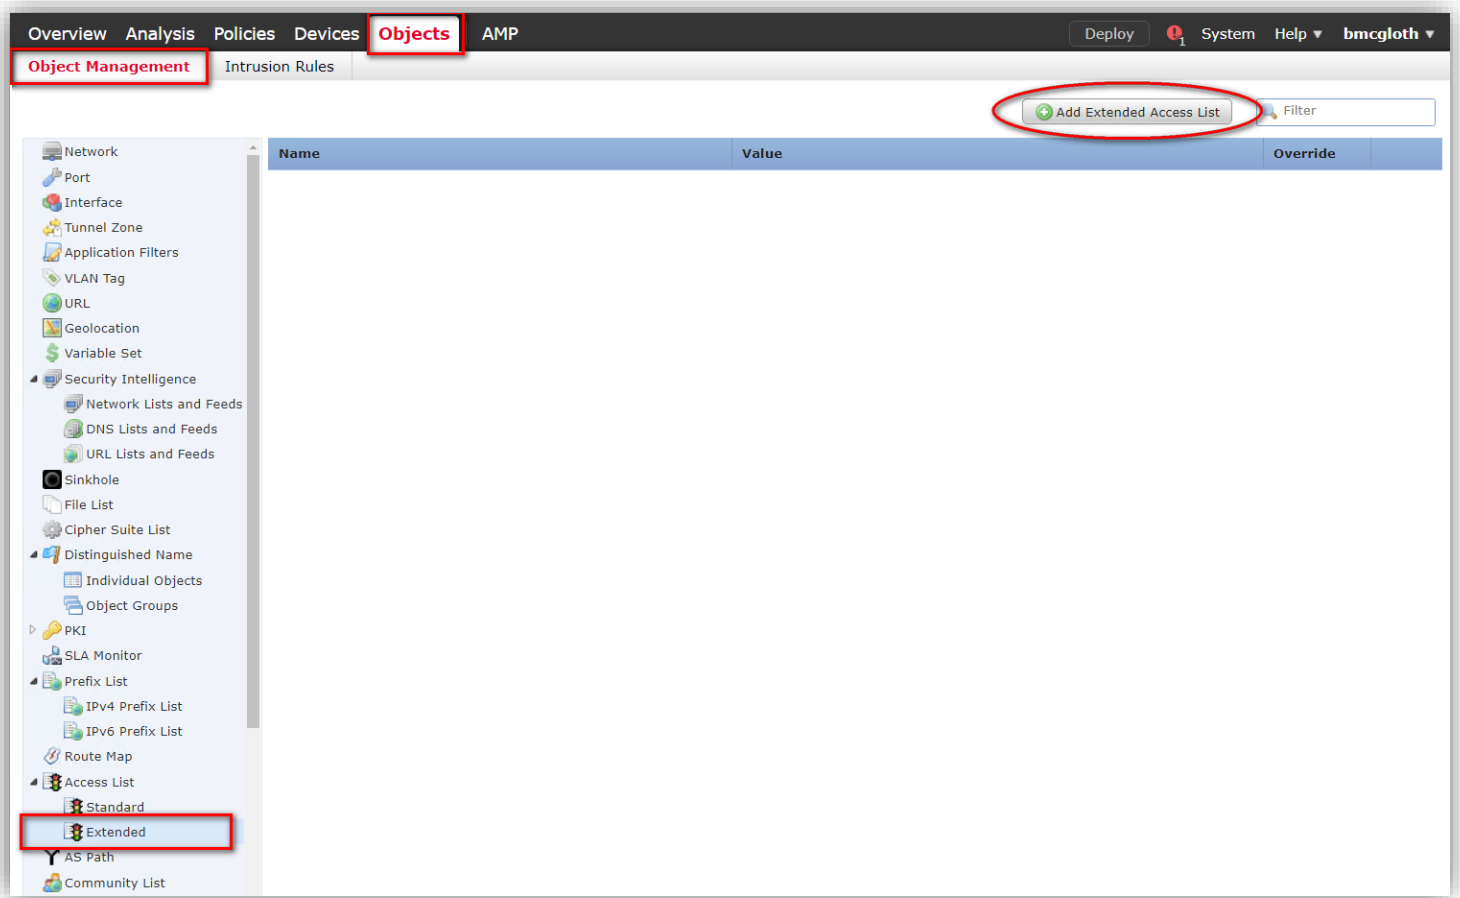 Overview Analysis Policies Devices Objects AMP Deploy 1 System Help ▼ bmcgloth ▼
Object Management Intrusion Rules
Add Extended Access List Filter
Name Value Override
Network
Port
Interface
Tunnel Zone
Application Filters
VLAN Tag
URL
Geolocation
Variable Set
Security Intelligence
Network Lists and Feeds
DNS Lists and Feeds
URL Lists and Feeds
Sinkhole
File List
Cipher Suite List
Distinguished Name
Individual Objects
Object Groups
PKI
SLA Monitor
Prefix List
IPv4 Prefix List
IPv6 Prefix List
Route Map
Access List
Standard
Extended
AS Path
Community List